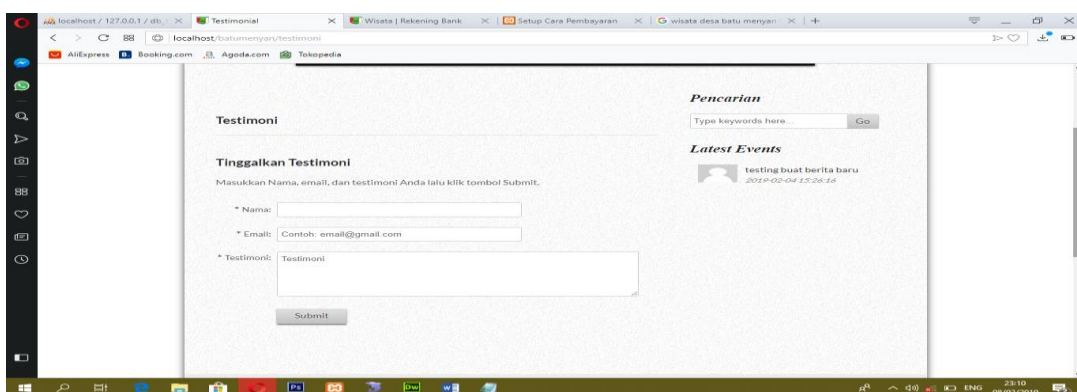 localhost / 127.0.0.1 / db_
Testimonial
Wisata | Rekening Bank
Setup Cara Pembayaran
wisata desa batu menyan
localhost/batumenyan/testimoni
AliExpress
Booking.com
Agoda.com
Tokopedia
Testimoni
Tinggalkan Testimoni
Masukkan Nama, email, dan testimoni Anda lalu klik tombol Submit.
* Nama:
* Email: Contoh: email@gmail.com
* Testimoni: Testimoni
Submit
Pencarian
Type keywords here...
Go
Latest Events
testing buat berita baru
2019-02-04 15:26:16
ENG
23:10